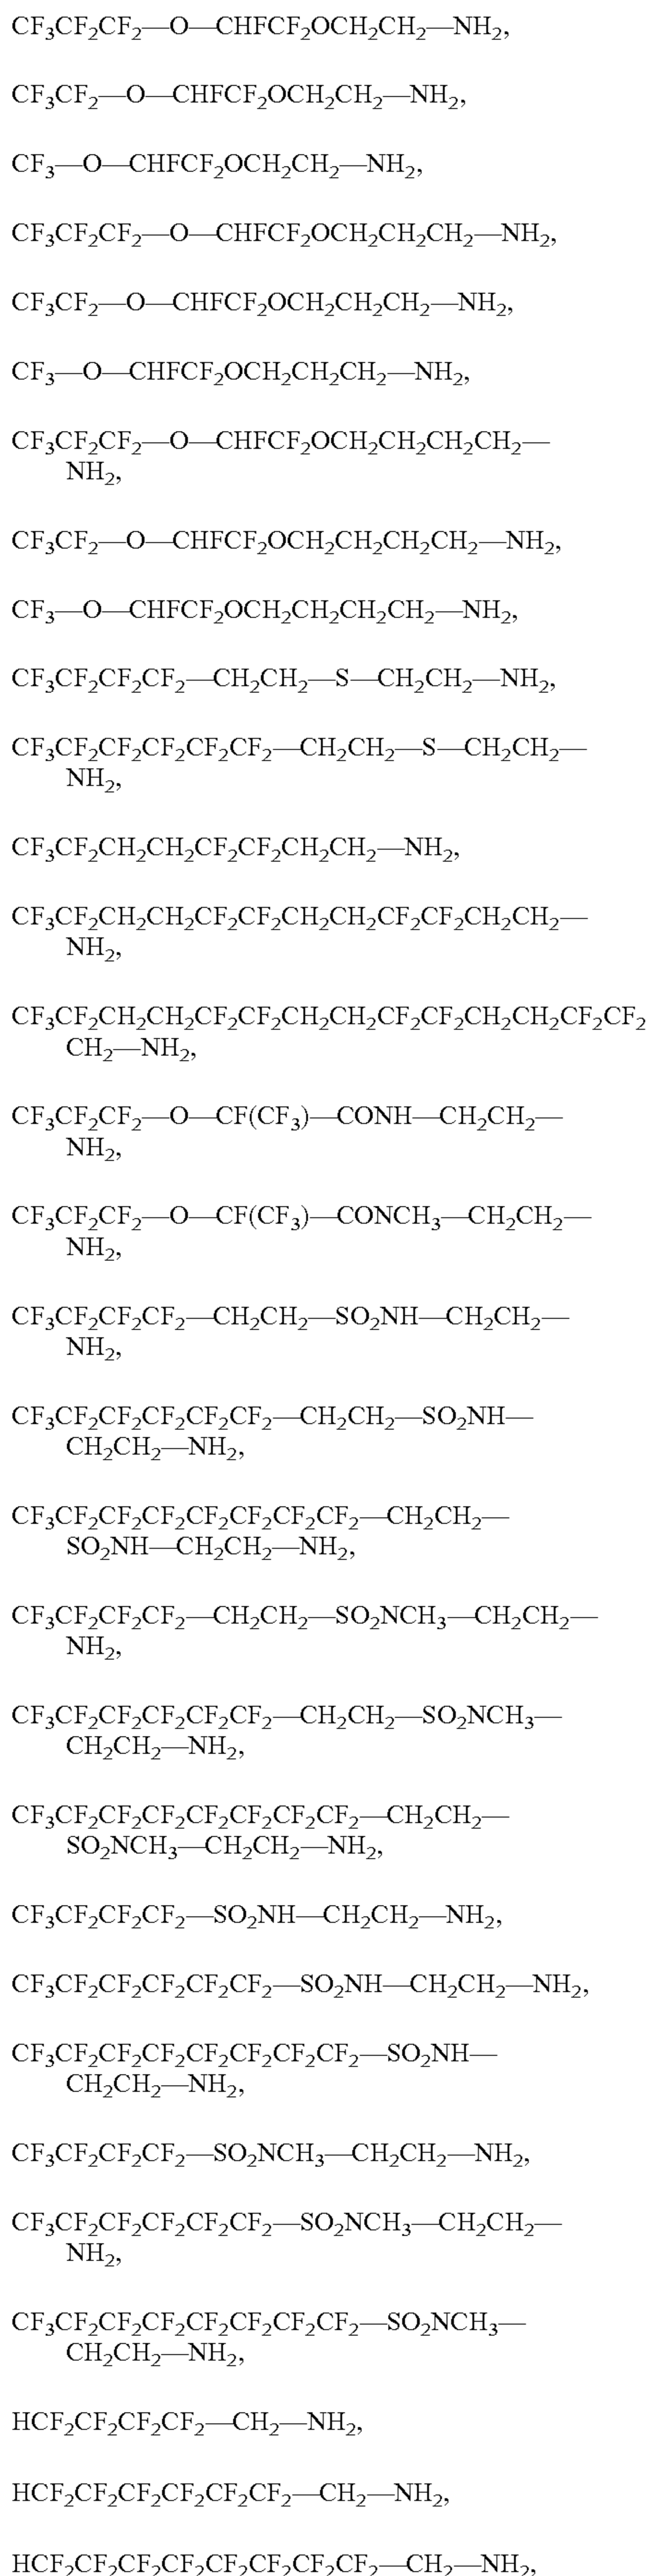 CF₃CF₂CF₂—O—CHFCF₂OCH₂CH₂—NH₂,
CF₃CF₂—O—CHFCF₂OCH₂CH₂—NH₂,
CF₃—O—CHFCF₂OCH₂CH₂—NH₂,
CF₃CF₂CF₂—O—CHFCF₂OCH₂CH₂CH₂—NH₂,
CF₃CF₂—O—CHFCF₂OCH₂CH₂CH₂—NH₂,
CF₃—O—CHFCF₂OCH₂CH₂CH₂—NH₂,
CF₃CF₂CF₂—O—CHFCF₂OCH₂CH₂CH₂CH₂—
NH₂,
CF₃CF₂—O—CHFCF₂OCH₂CH₂CH₂CH₂—NH₂,
CF₃—O—CHFCF₂OCH₂CH₂CH₂CH₂—NH₂,
CF₃CF₂CF₂CF₂—CH₂CH₂—S—CH₂CH₂—NH₂,
CF₃CF₂CF₂CF₂CF₂CF₂—CH₂CH₂—S—CH₂CH₂—
NH₂,
CF₃CF₂CH₂CH₂CF₂CF₂CH₂CH₂—NH₂,
CF₃CF₂CH₂CH₂CF₂CF₂CH₂CH₂CF₂CF₂CH₂CH₂—
NH₂,
CF₃CF₂CH₂CH₂CF₂CF₂CH₂CH₂CF₂CF₂CH₂CH₂CF₂CF₂
CH₂—NH₂,
CF₃CF₂CF₂—O—CF(CF₃)—CONH—CH₂CH₂—
NH₂,
CF₃CF₂CF₂—O—CF(CF₃)—CONCH₃—CH₂CH₂—
NH₂,
CF₃CF₂CF₂CF₂—CH₂CH₂—SO₂NH—CH₂CH₂—
NH₂,
CF₃CF₂CF₂CF₂CF₂CF₂—CH₂CH₂—SO₂NH—
CH₂CH₂—NH₂,
CF₃CF₂CF₂CF₂CF₂CF₂CF₂CF₂—CH₂CH₂—
SO₂NH—CH₂CH₂—NH₂,
CF₃CF₂CF₂CF₂—CH₂CH₂—SO₂NCH₃—CH₂CH₂—
NH₂,
CF₃CF₂CF₂CF₂CF₂CF₂—CH₂CH₂—SO₂NCH₃—
CH₂CH₂—NH₂,
CF₃CF₂CF₂CF₂CF₂CF₂CF₂CF₂—CH₂CH₂—
SO₂NCH₃—CH₂CH₂—NH₂,
CF₃CF₂CF₂CF₂—SO₂NH—CH₂CH₂—NH₂,
CF₃CF₂CF₂CF₂CF₂CF₂—SO₂NH—CH₂CH₂—NH₂,
CF₃CF₂CF₂CF₂CF₂CF₂CF₂CF₂—SO₂NH—
CH₂CH₂—NH₂,
CF₃CF₂CF₂CF₂—SO₂NCH₃—CH₂CH₂—NH₂,
CF₃CF₂CF₂CF₂CF₂CF₂—SO₂NCH₃—CH₂CH₂—
NH₂,
CF₃CF₂CF₂CF₂CF₂CF₂CF₂CF₂—SO₂NCH₃—
CH₂CH₂—NH₂,
HCF₂CF₂CF₂CF₂—CH₂—NH₂,
HCF₂CF₂CF₂CF₂CF₂CF₂—CH₂—NH₂,
HCF₂CF₂CF₂CF₂CF₂CF₂CF₂CF₂—CH₂—NH₂,